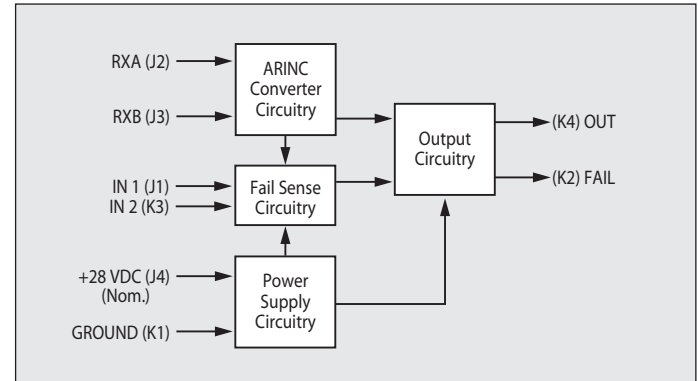 RXA (J2)
RXB (J3)
ARINC
Converter
Circuitry
IN 1 (J1)
IN 2 (K3)
Fail Sense
Circuitry
+28 VDC (J4)
(Nom.)
GROUND (K1)
Power
Supply
Circuitry
Output
Circuitry
(K4) OUT
(K2) FAIL